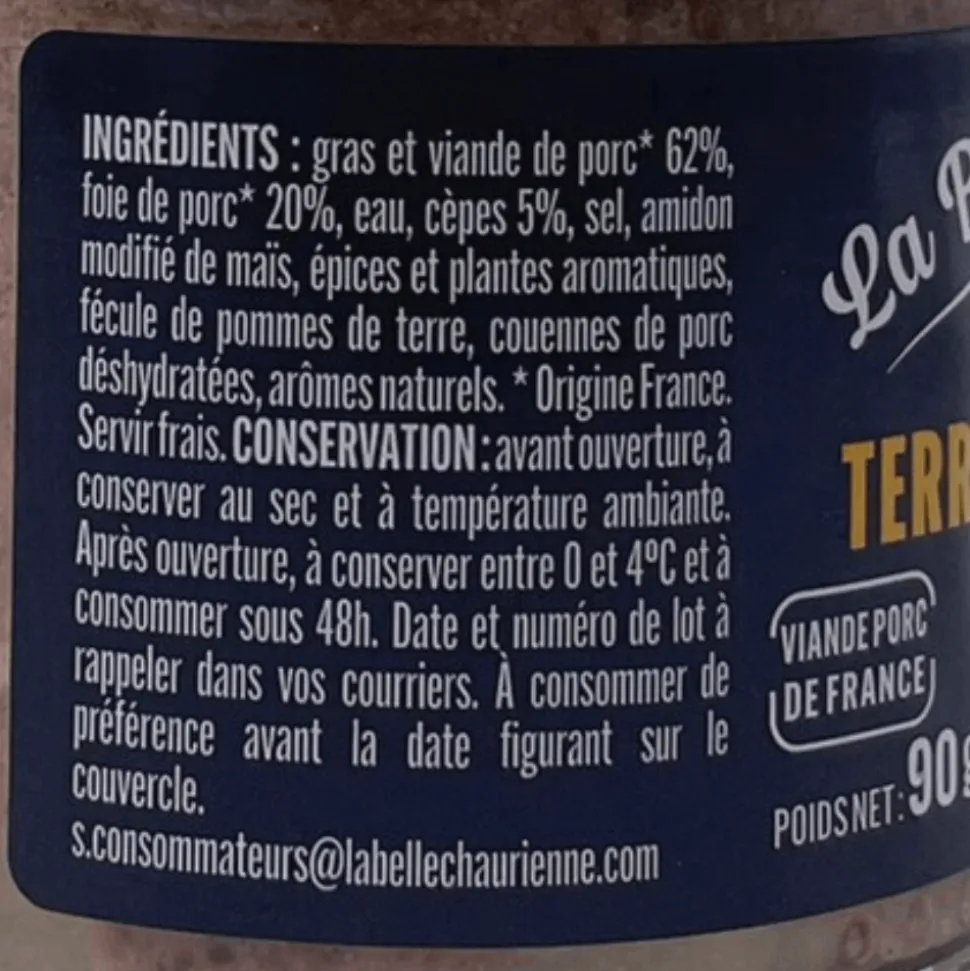 INGRÉDIENTS : gras et viande de porc* 62%,
foie de porc* 20%, eau, cèpes 5%, sel, amidon
modifié de maïs, épices et plantes aromatiques,
fécule de pommes de terre, couennes de porc
déshydratées, arômes naturels. * Origine France.
Servir frais. CONSERVATION : avant ouverture, à
conserver au sec et à température ambiante.
Après ouverture, à conserver entre 0 et 4°C et à
consommer sous 48h. Date et numéro de lot à
rappeler dans vos courriers. À consommer de
préférence avant la date figurant sur le
couvercle.
s.consommateurs@labellechaurienne.com
La B
TERR
VIANDE PORC
DE FRANCE
POIDS NET : 90g